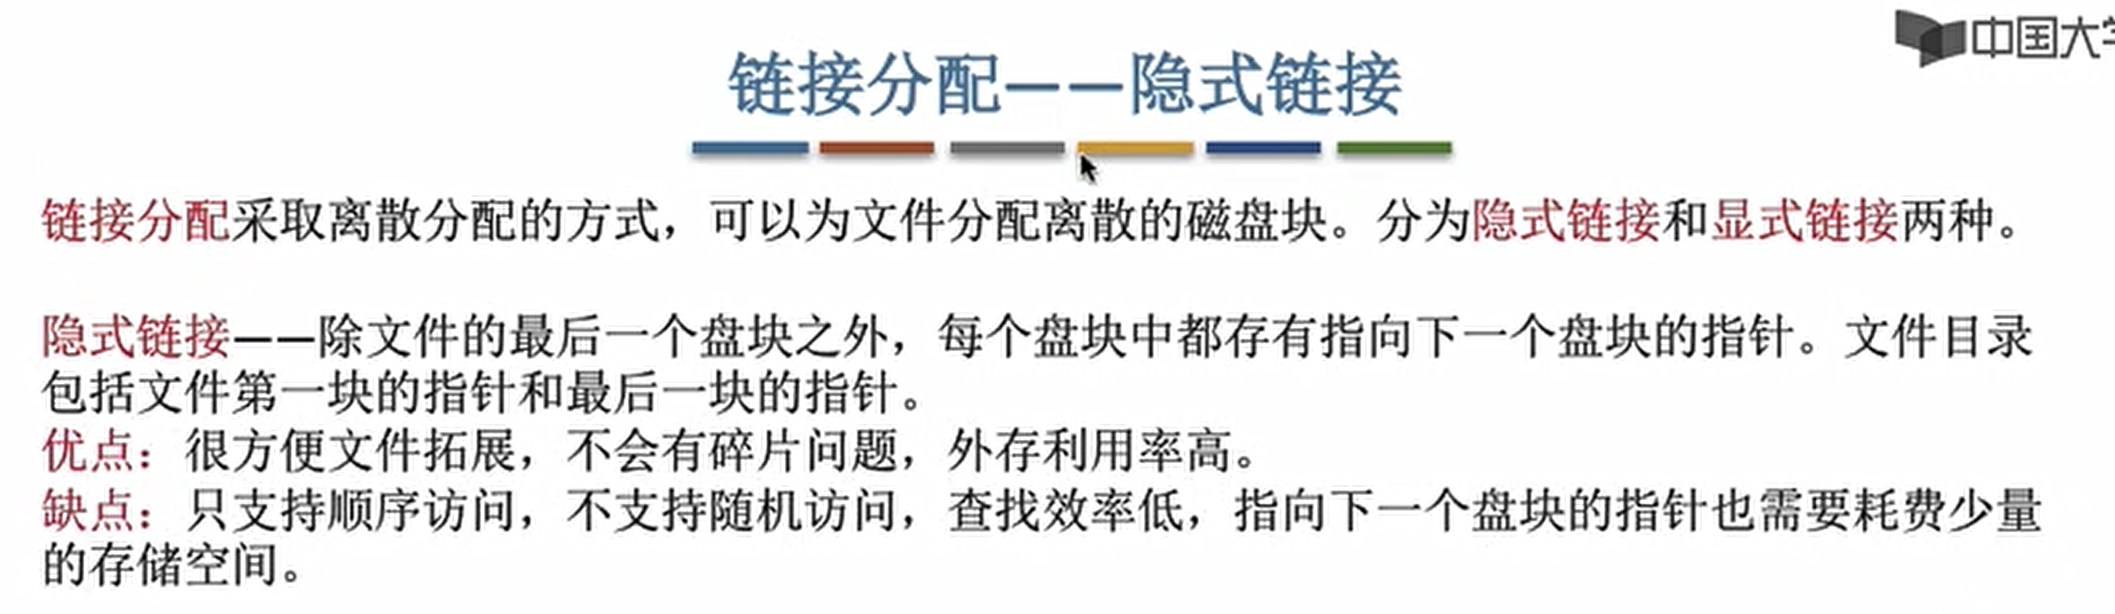 中国大学
链接分配——隐式链接
链接分配采取离散分配的方式，可以为文件分配离散的磁盘块。分为隐式链接和显式链接两种。
隐式链接——除文件的最后一个盘块之外，每个盘块中都存有指向下一个盘块的指针。文件目录
包括文件第一块的指针和最后一块的指针。
优点：很方便文件拓展，不会有碎片问题，外存利用率高。
缺点：只支持顺序访问，不支持随机访问，查找效率低，指向下一个盘块的指针也需要耗费少量
的存储空间。